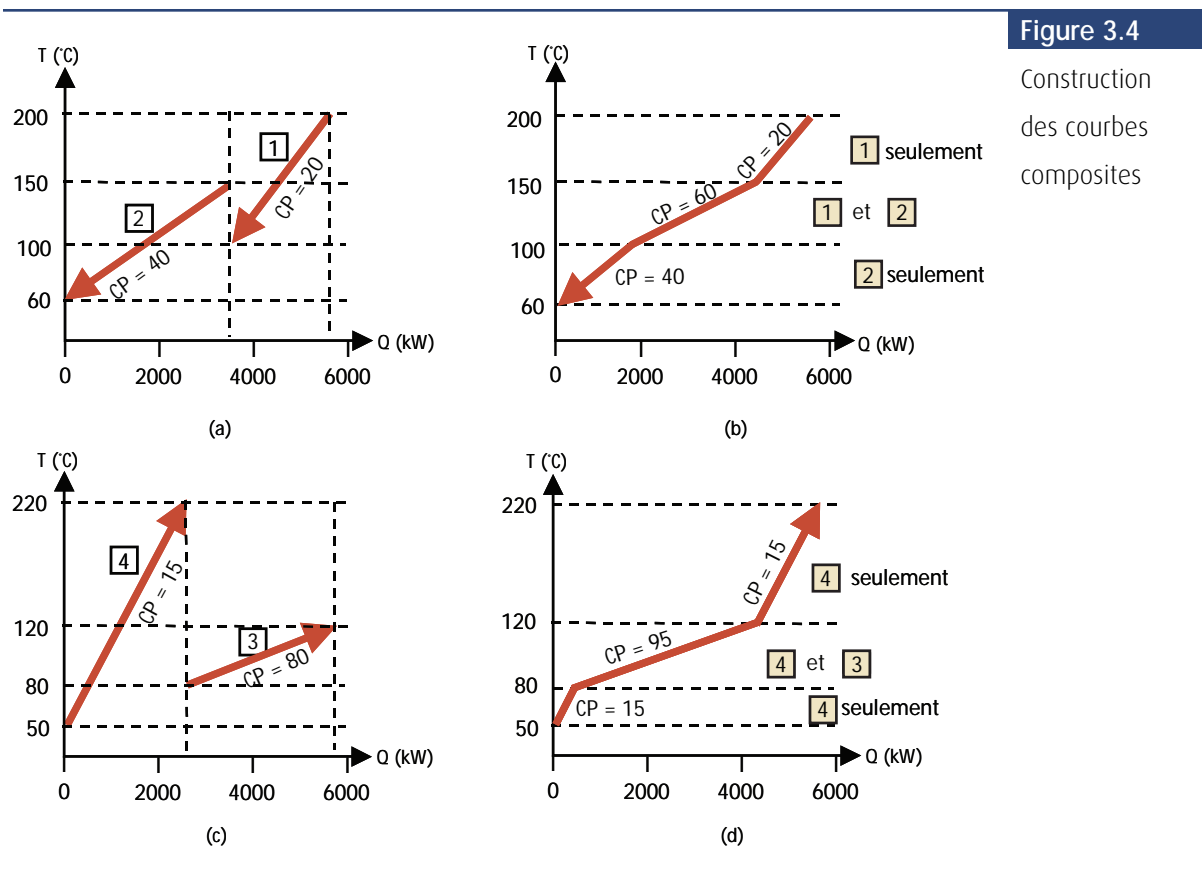 Figure 3.4
Construction
des courbes
composites
T (°C)
200
150
100
60
1
2
CP = 20
CP = 40
Q (kW)
0 2000 4000 6000
(a)
T (°C)
200
150
100
60
CP = 20
CP = 60
CP = 40
1 seulement
1 et 2
2 seulement
Q (kW)
0 2000 4000 6000
(b)
T (°C)
220
120
80
50
4
CP = 15
3
CP = 80
Q (kW)
0 2000 4000 6000
(c)
T (°C)
220
120
80
50
CP = 15
CP = 95
CP = 15
4 seulement
4 et 3
4 seulement
Q (kW)
0 2000 4000 6000
(d)